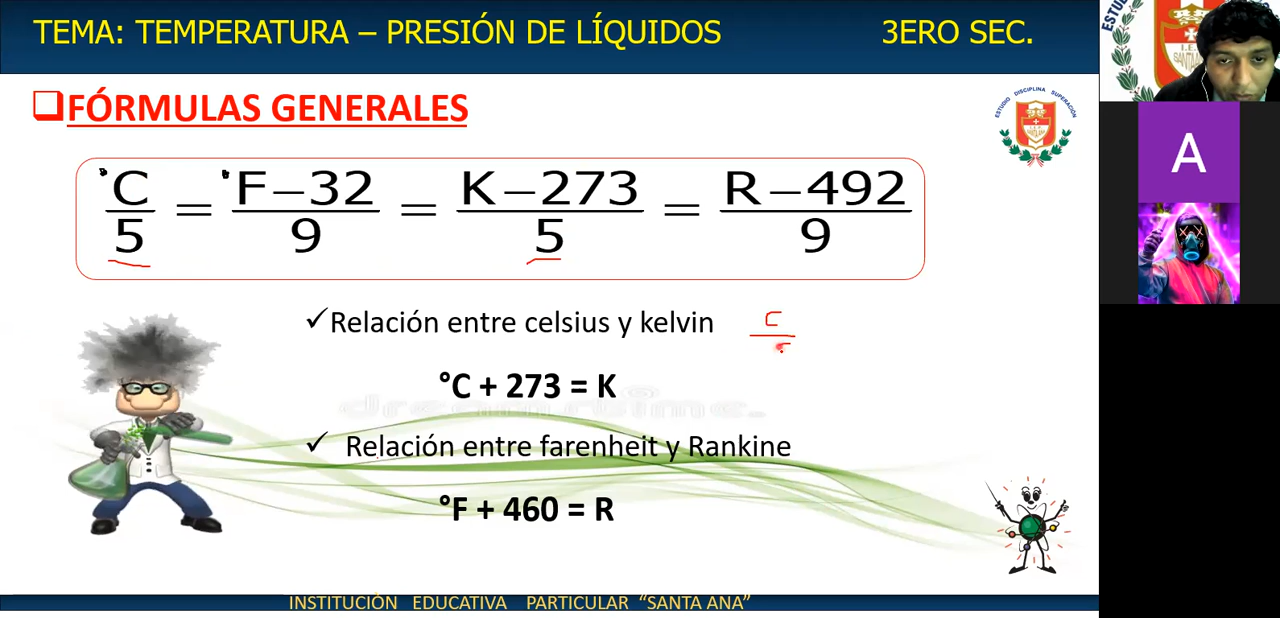 TEMA: TEMPERATURA – PRESIÓN DE LÍQUIDOS 3ERO SEC.
FÓRMULAS GENERALES
°C/5 = °F–32/9 = K–273/5 = R–492/9
✓Relación entre celsius y kelvin C
°C + 273 = K
✓ Relación entre farenheit y Rankine
°F + 460 = R
INSTITUCIÓN EDUCATIVA PARTICULAR “SANTA ANA”
ESTUDIO DISCIPLINA SUPERACIÓN
A